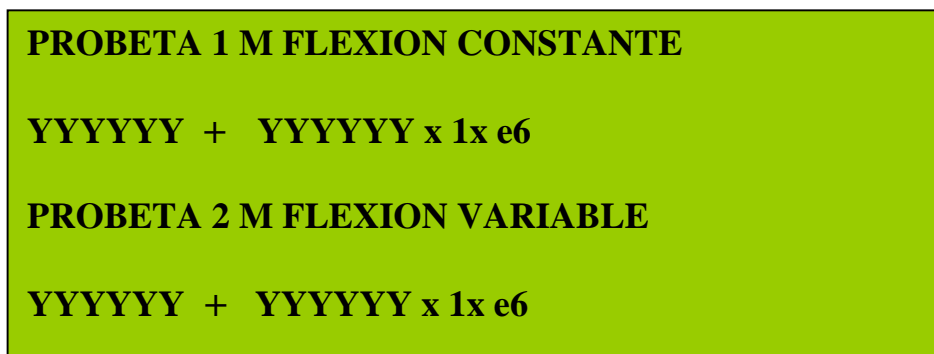 PROBETA 1 M FLEXION CONSTANTE
YYYYYY + YYYYYY x 1x e6
PROBETA 2 M FLEXION VARIABLE
YYYYYY + YYYYYY x 1x e6